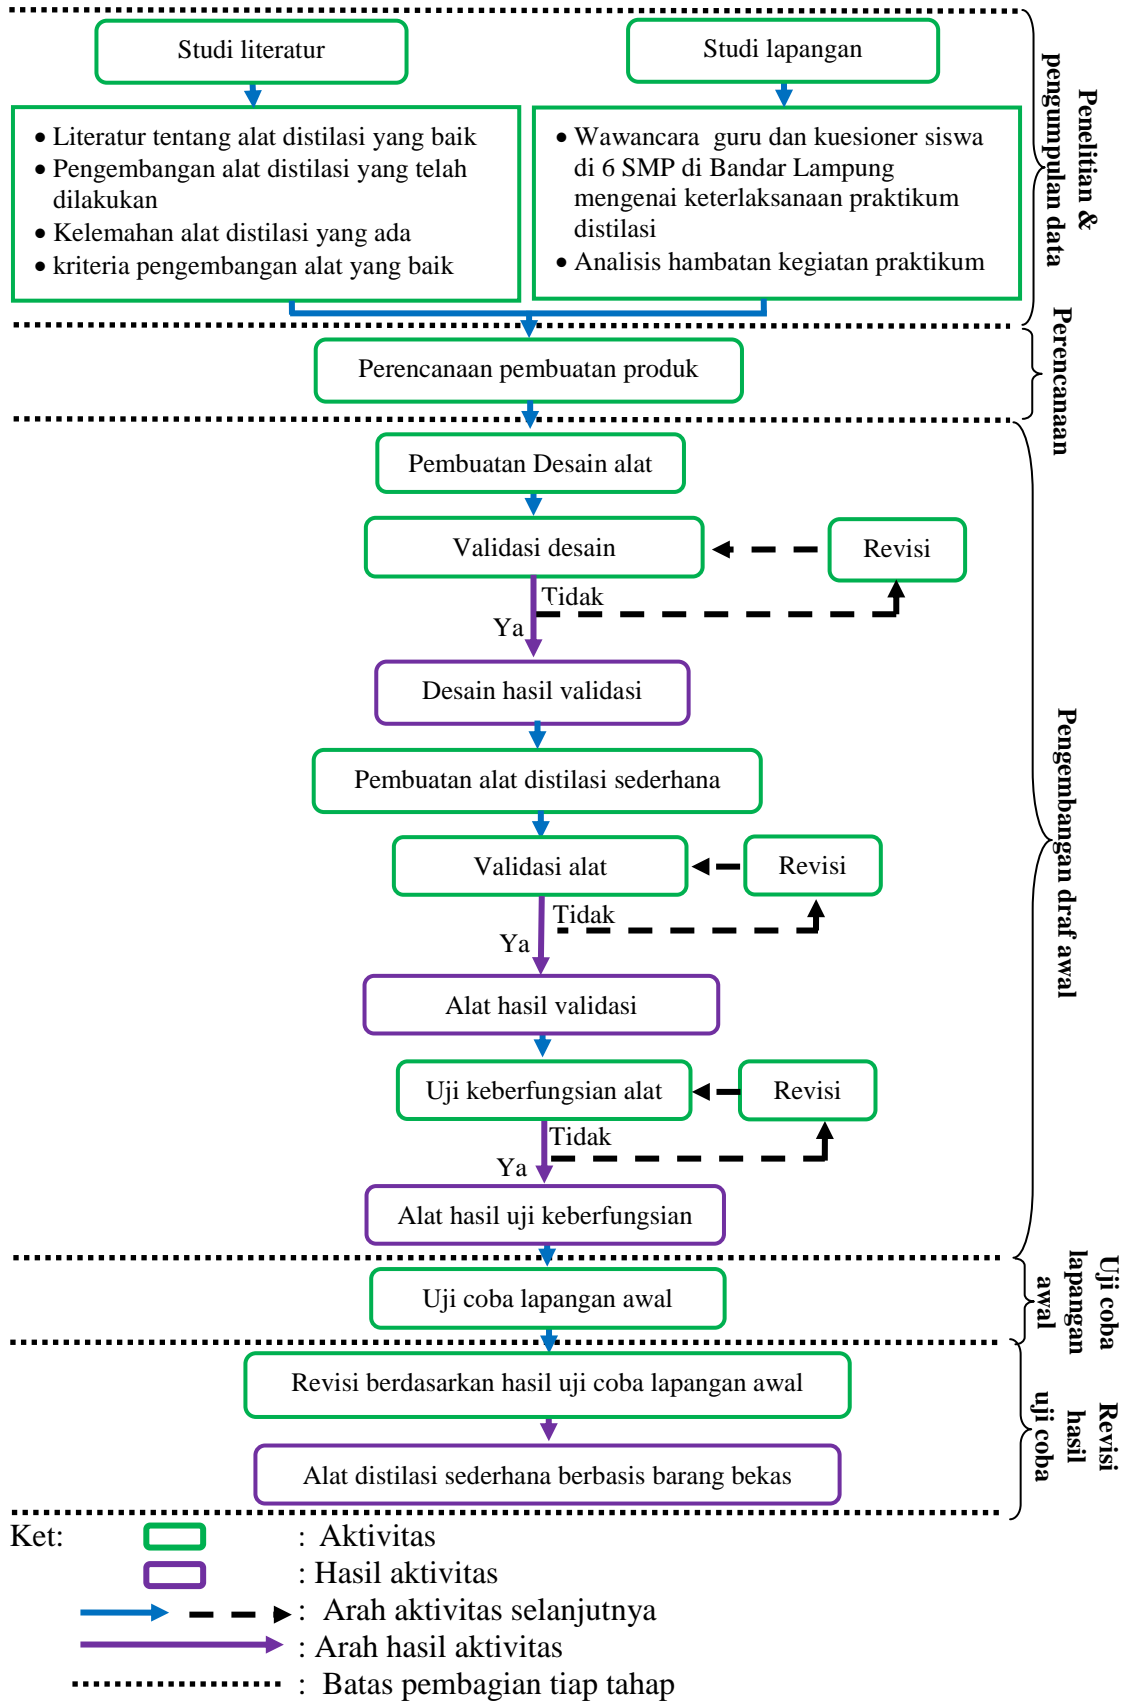 Studi literatur
Studi lapangan
• Literatur tentang alat distilasi yang baik
• Pengembangan alat distilasi yang telah
dilakukan
• Kelemahan alat distilasi yang ada
• kriteria pengembangan alat yang baik
• Wawancara guru dan kuesioner siswa
di 6 SMP di Bandar Lampung
mengenai keterlaksanaan praktikum
distilasi
• Analisis hambatan kegiatan praktikum
Penelitian &
pengumpulan data
Perencanaan pembuatan produk
Perencanaan
Pembuatan Desain alat
Validasi desain
Revisi
Tidak
Ya
Desain hasil validasi
Pembuatan alat distilasi sederhana
Validasi alat
Revisi
Tidak
Ya
Alat hasil validasi
Uji keberfungsian alat
Revisi
Tidak
Ya
Alat hasil uji keberfungsian
Pengembangan draf awal
Uji coba lapangan awal
Uji coba
lapangan
awal
Revisi berdasarkan hasil uji coba lapangan awal
Alat distilasi sederhana berbasis barang bekas
Revisi
hasil
uji coba
Ket:
: Aktivitas
: Hasil aktivitas
: Arah aktivitas selanjutnya
: Arah hasil aktivitas
: Batas pembagian tiap tahap